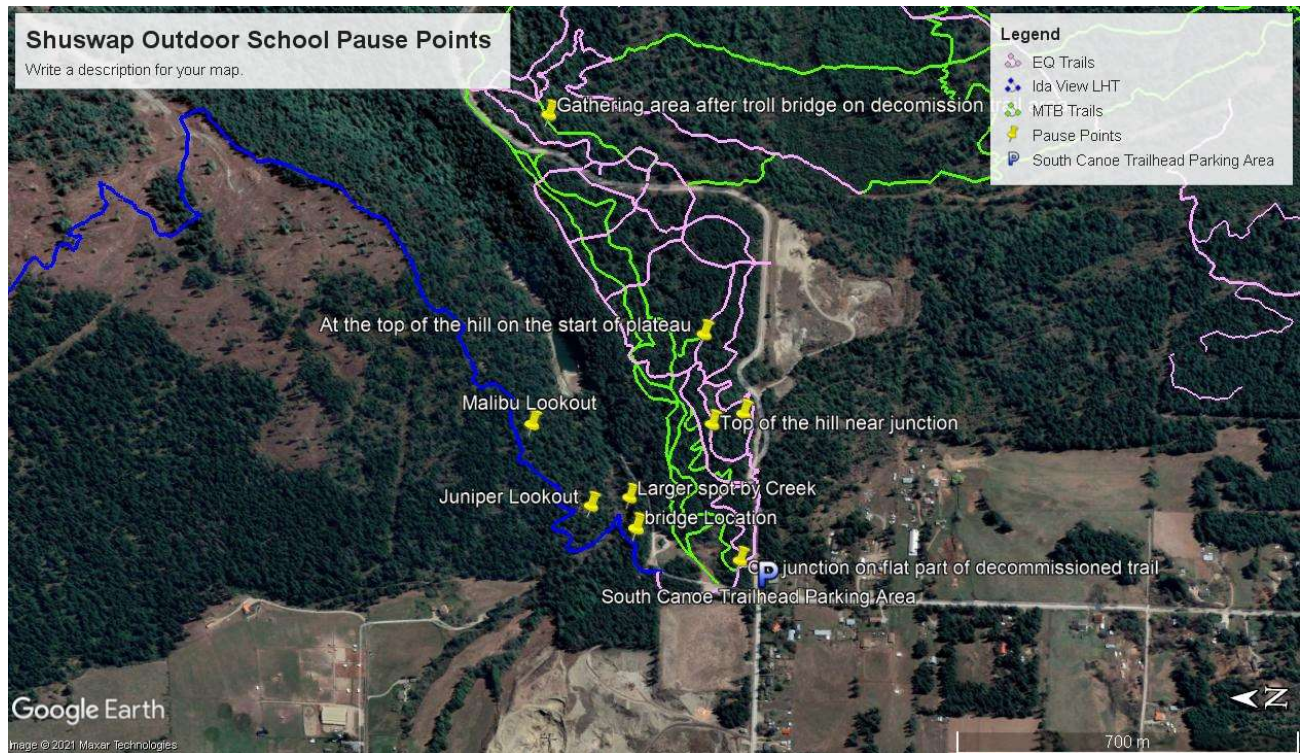 Shuswap Outdoor School Pause Points
Write a description for your map.
Legend
EQ Trails
Ida View LHT
MTB Trails
Pause Points
South Canoe Trailhead Parking Area
Gathering area after troll bridge on decomission trail
At the top of the hill on the start of plateau
Malibu Lookout
Top of the hill near junction
Juniper Lookout
Larger spot by Creek
bridge Location
junction on flat part of decommissioned trail
P
South Canoe Trailhead Parking Area
Google Earth
Image © 2021 Maxar Technologies
N
700 m